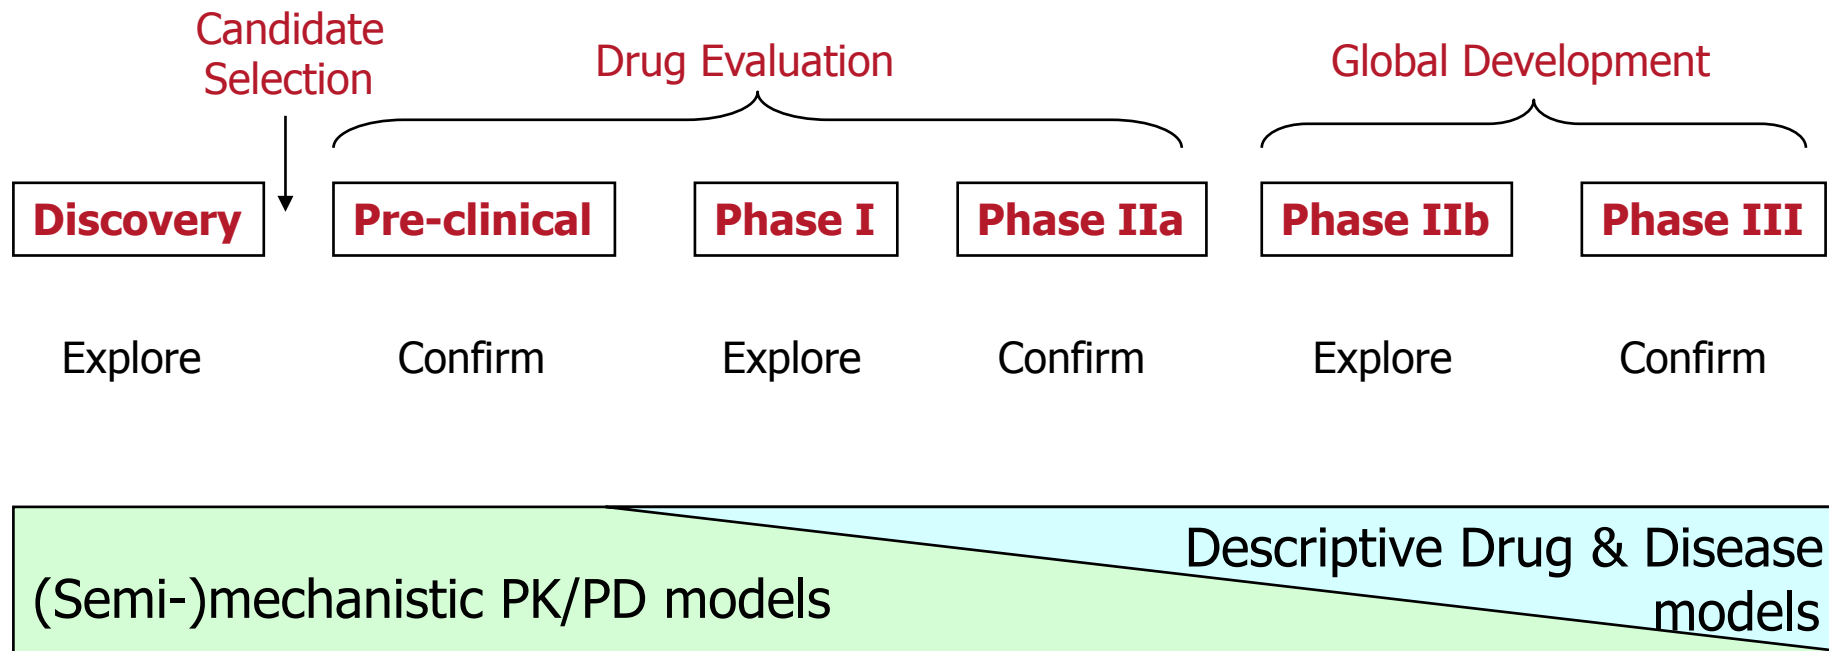 Candidate
Selection
Drug Evaluation
Global Development
Discovery
Pre-clinical
Phase I
Phase IIa
Phase IIb
Phase III
Explore
Confirm
Explore
Confirm
Explore
Confirm
(Semi-)mechanistic PK/PD models
Descriptive Drug & Disease
models